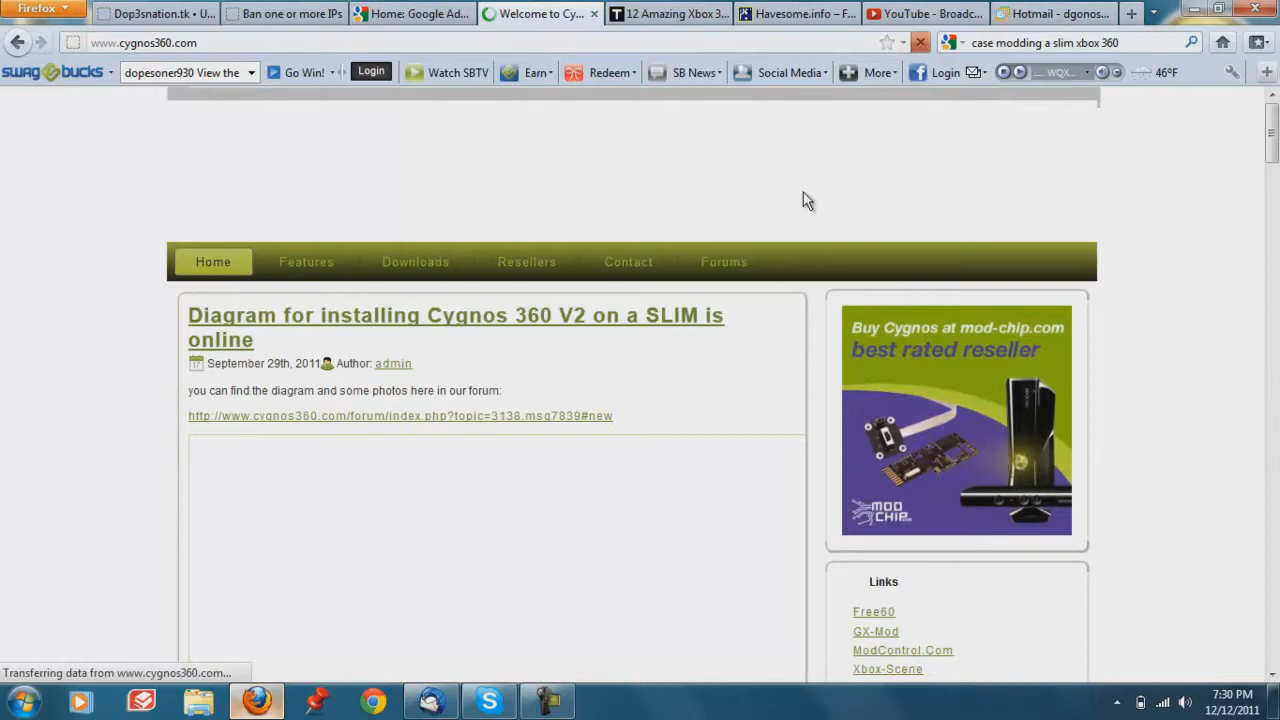 Firefox
Dop3snation.tk • U...
Ban one or more IPs
Home: Google Ad...
Welcome to Cy...
12 Amazing Xbox 3...
Havesome.info – F...
YouTube - Broadc...
Hotmail - dgonos...
www.cygnos360.com
case modding a slim xbox 360
swagbucks
dopesoner930 View the
Go Win!
Login
Watch SBTV
Earn
Redeem
SB News
Social Media
More
Login
WQX...
46°F
Home
Features
Downloads
Resellers
Contact
Forums
Diagram for installing Cygnos 360 V2 on a SLIM is
online
September 29th, 2011 Author: admin
you can find the diagram and some photos here in our forum:
http://www.cygnos360.com/forum/index.php?topic=3138.msg7839#new
Buy Cygnos at mod-chip.com
best rated reseller
MOD
CHIP.com
Links
Free60
GX-Mod
ModControl.Com
Xbox-Scene
Transferring data from www.cygnos360.com...
7:30 PM
12/12/2011